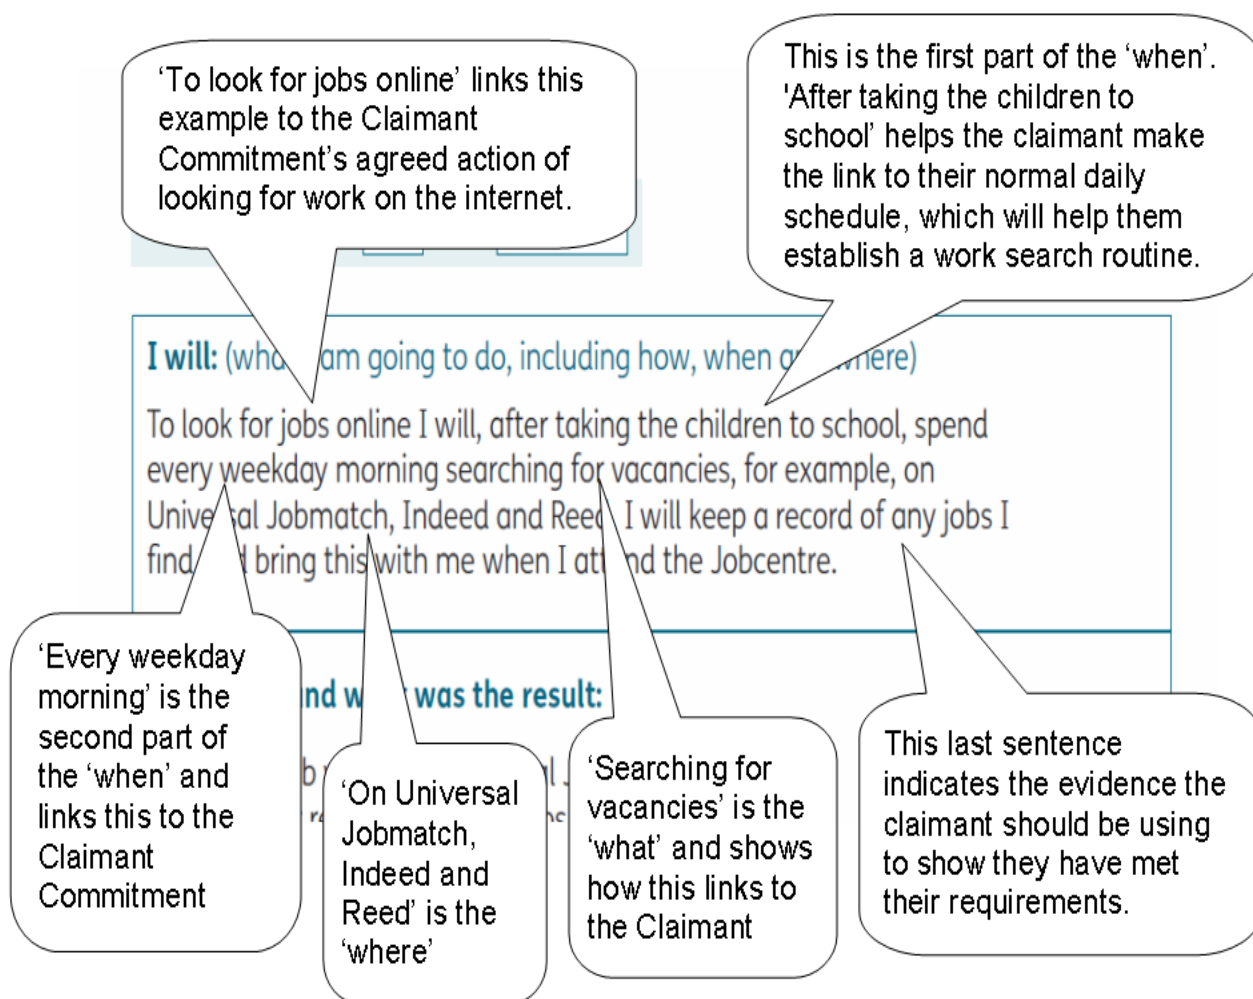 ‘To look for jobs online’ links this
example to the Claimant
Commitment’s agreed action of
looking for work on the internet.
This is the first part of the ‘when’.
'After taking the children to
school’ helps the claimant make
the link to their normal daily
schedule, which will help them
establish a work search routine.
I will: (what am going to do, including how, when where)
To look for jobs online I will, after taking the children to school, spend
every weekday morning searching for vacancies, for example, on
Universal Jobmatch, Indeed and Reed. I will keep a record of any jobs I
find and bring this with me when I attend the Jobcentre.
was the result:
‘Every weekday
morning’ is the
second part of
the ‘when’ and
links this to the
Claimant
Commitment
‘On Universal
Jobmatch,
Indeed and
Reed’ is the
‘where’
‘Searching for
vacancies’ is the
‘what’ and shows
how this links to
the Claimant
This last sentence
indicates the evidence the
claimant should be using
to show they have met
their requirements.